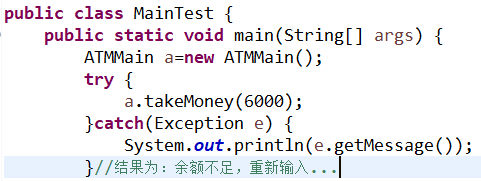 public class MainTest {
    public static void main(String[] args) {
        ATMMain a=new ATMMain();
        try {
            a.takeMoney(6000);
        }catch(Exception e) {
            System.out.println(e.getMessage());
        }//结果为：余额不足，重新输入...